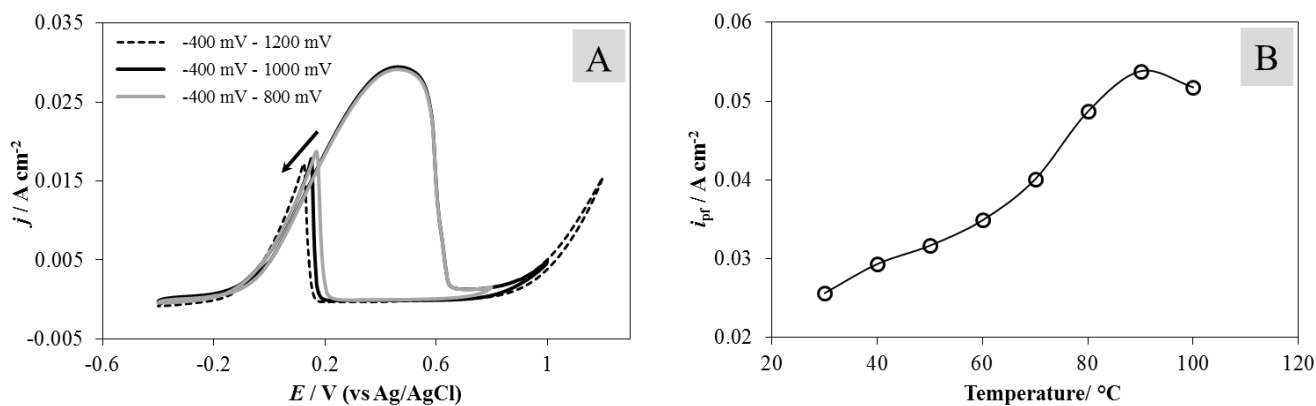 0.05
0.035
0.025
0.015
0.005
-0.005
j / A cm-2
-400 mV - 1200 mV
-400 mV - 1000 mV
-400 mV - 800 mV
A
-0.6
-0.2
0.2
0.6
1
E / V (vs Ag/AgCl)
0.06
0.05
0.04
0.03
0.02
ipf / A cm-2
B
20
40
60
80
100
120
Temperature/ °C